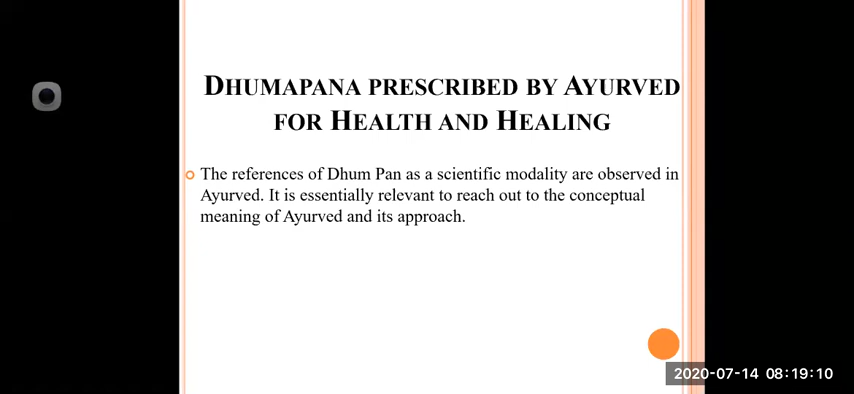 DHUMAPANA PRESCRIBED BY AYURVED
FOR HEALTH AND HEALING
The references of Dhum Pan as a scientific modality are observed in
Ayurved. It is essentially relevant to reach out to the conceptual
meaning of Ayurved and its approach.
2020-07-14 08:19:10